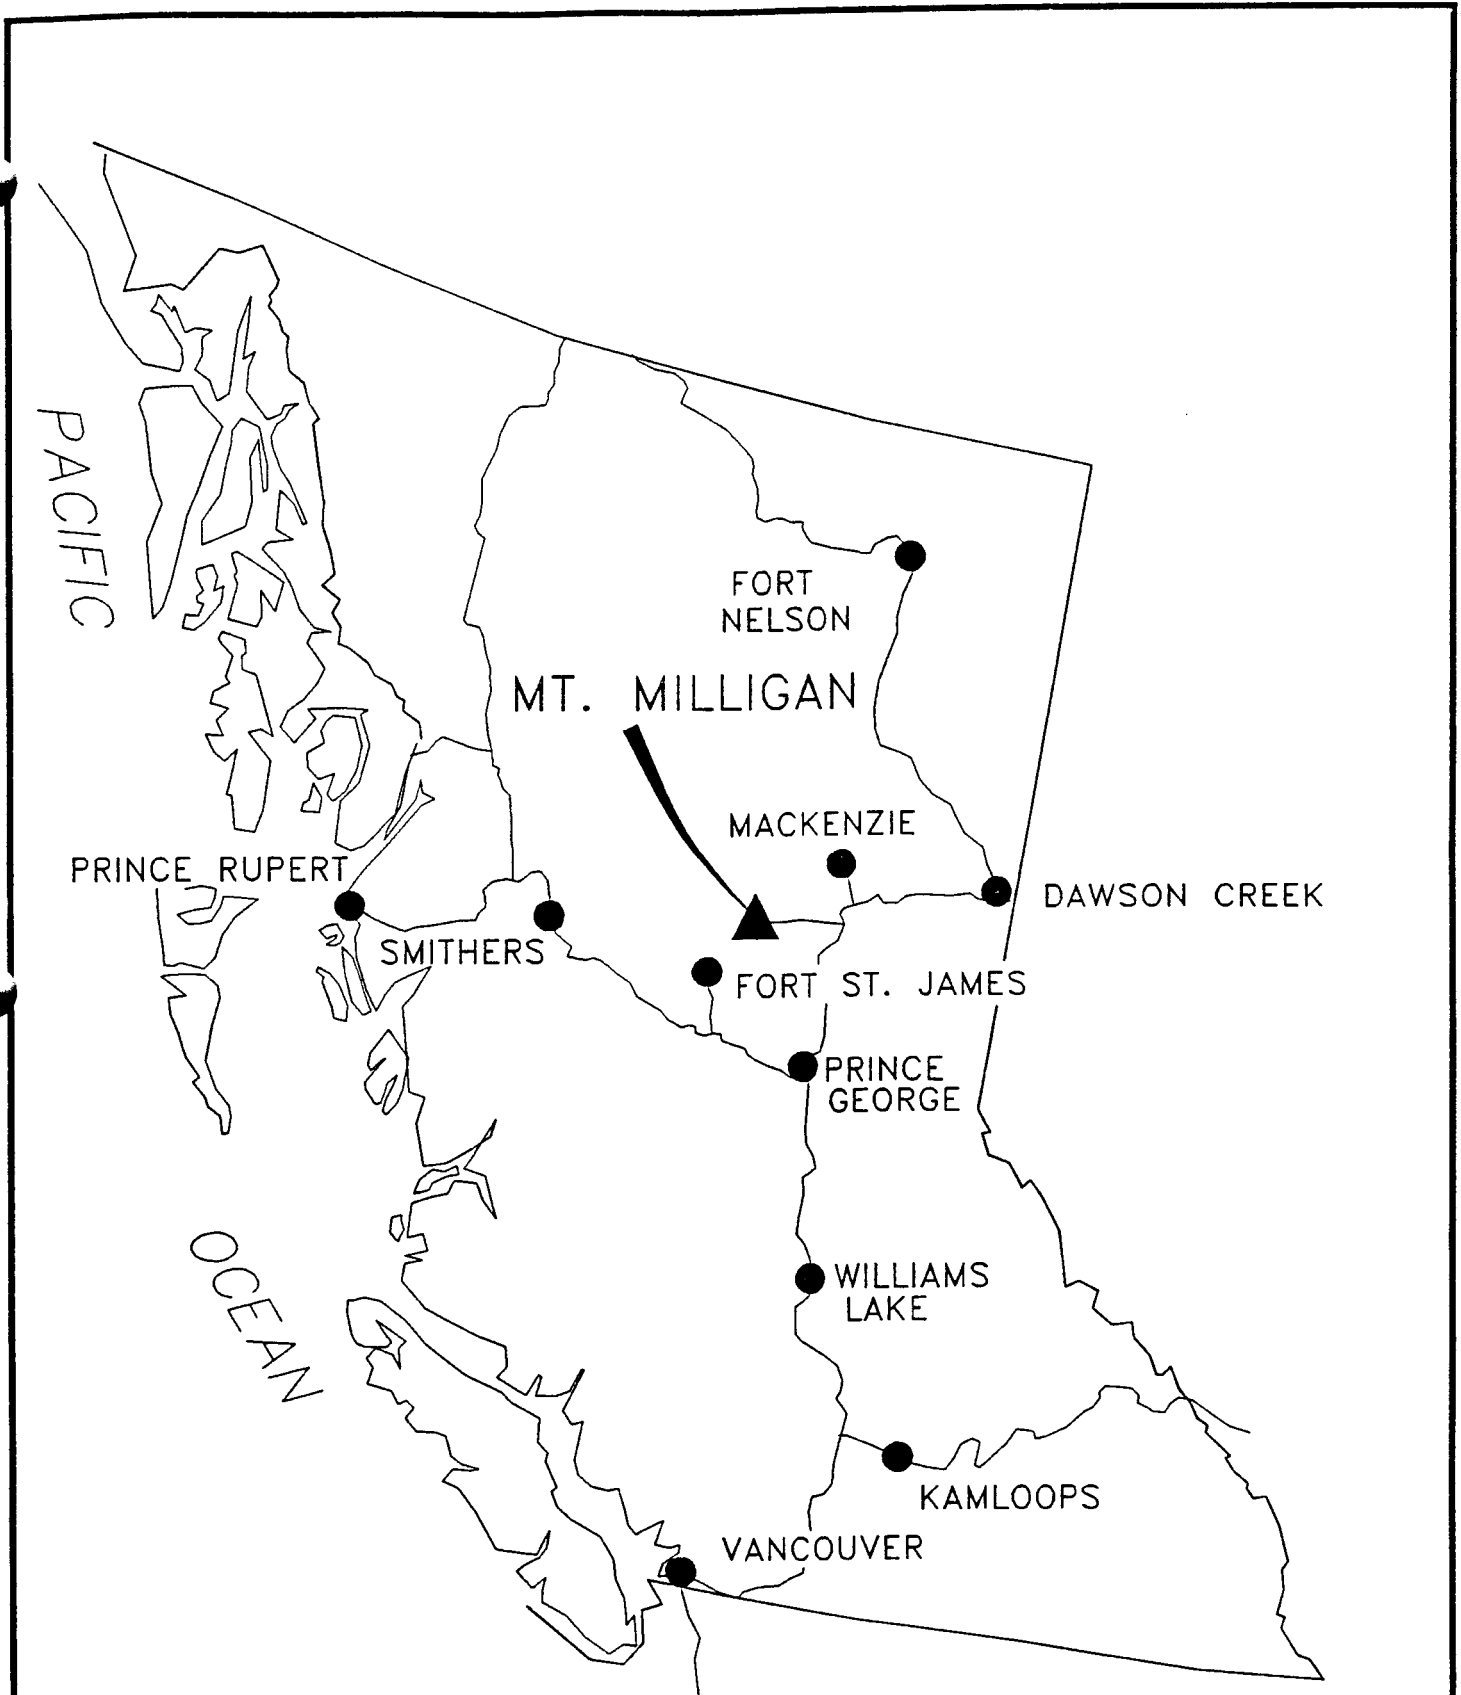 PACIFIC
FORT
NELSON
MT. MILLIGAN
MACKENZIE
PRINCE RUPERT
DAWSON CREEK
SMITHERS
FORT ST. JAMES
PRINCE
GEORGE
OCEAN
WILLIAMS
LAKE
KAMLOOPS
VANCOUVER